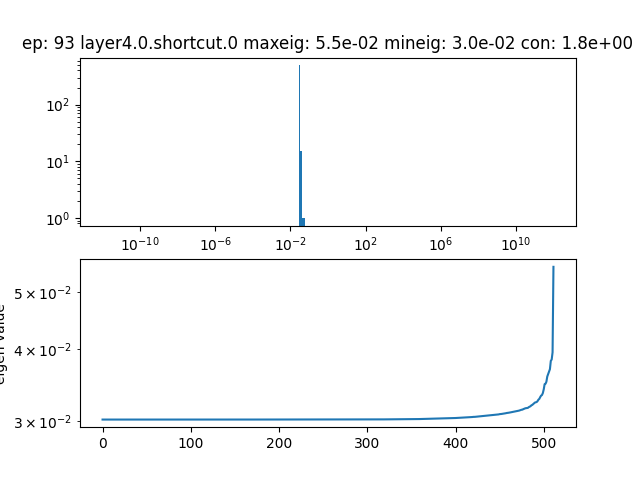 ep: 93 layer4.0.shortcut.0 maxeig: 5.5e-02 mineig: 3.0e-02 con: 1.8e+00
10²
10¹
10⁰
10⁻¹⁰ 10⁻⁶ 10⁻² 10² 10⁶ 10¹⁰
eigen value
5 × 10⁻²
4 × 10⁻²
3 × 10⁻²
0 100 200 300 400 500